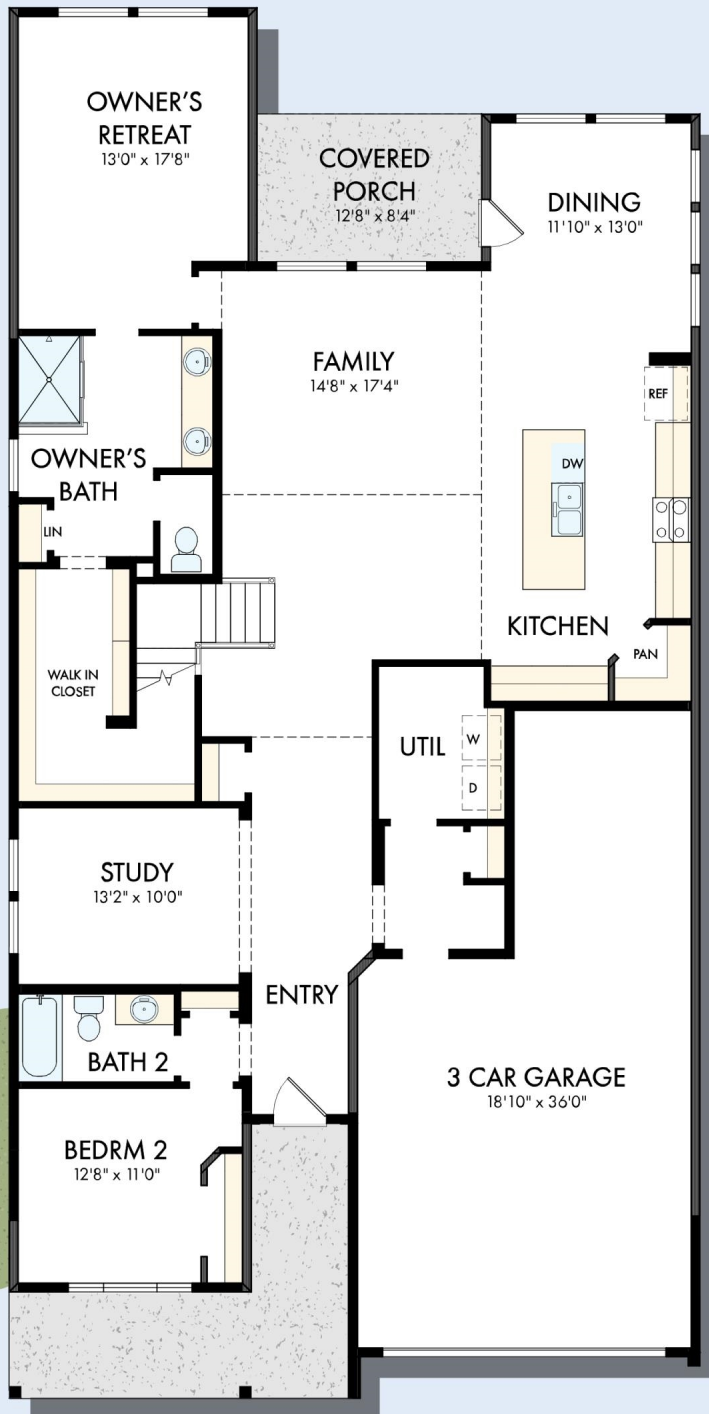 OWNER'S
RETREAT
13'0" x 17'8"
COVERED
PORCH
12'8" x 8'4"
DINING
11'10" x 13'0"
FAMILY
14'8" x 17'4"
REF
DW
OWNER'S
BATH
LIN
KITCHEN
PAN
WALK IN
CLOSET
UTIL
W
D
STUDY
13'2" x 10'0"
ENTRY
BATH 2
3 CAR GARAGE
18'10" x 36'0"
BEDRM 2
12'8" x 11'0"